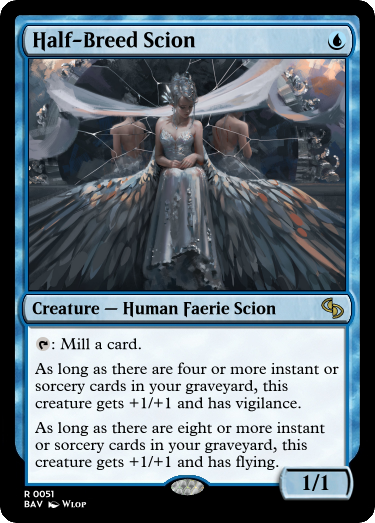 Half-Breed Scion
Creature — Human Faerie Scion
: Mill a card.
As long as there are four or more instant or
sorcery cards in your graveyard, this
creature gets +1/+1 and has vigilance.
As long as there are eight or more instant
or sorcery cards in your graveyard, this
creature gets +1/+1 and has flying.
1/1
R 0051
BAV WLOP